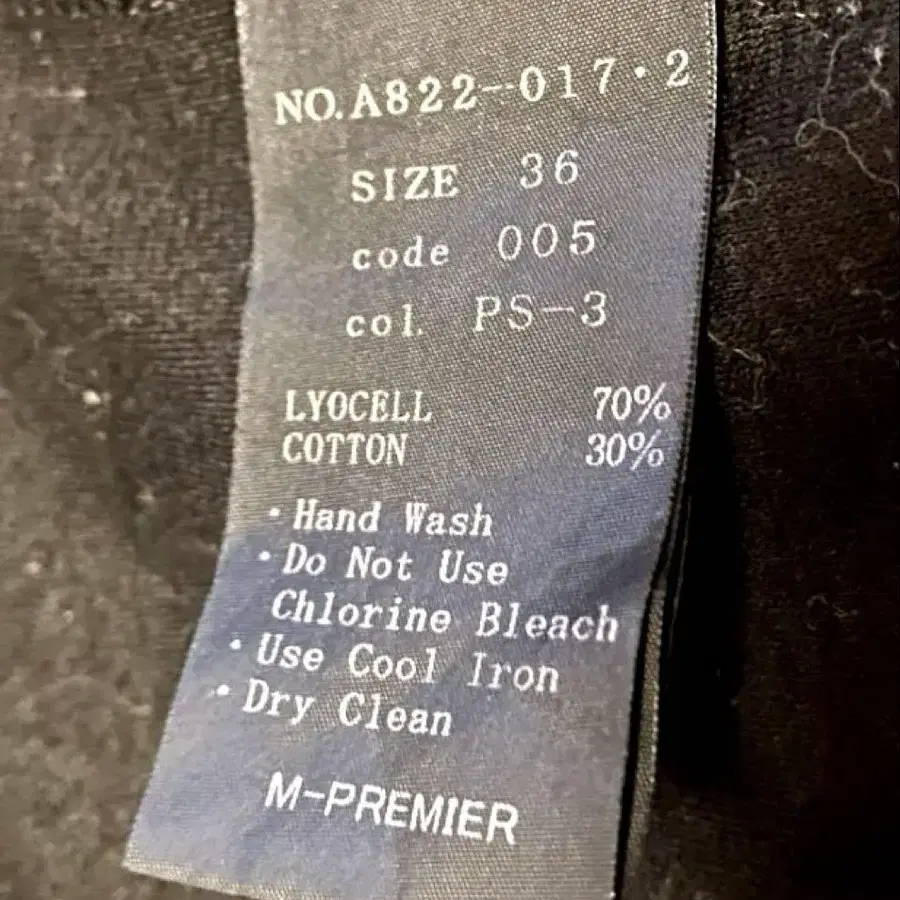 NO.A822-017・2
SIZE 36
code 005
col. PS-3
LYOCELL 70%
COTTON 30%
・Hand Wash
・Do Not Use
Chlorine Bleach
・Use Cool Iron
・Dry Clean
M-PREMIER